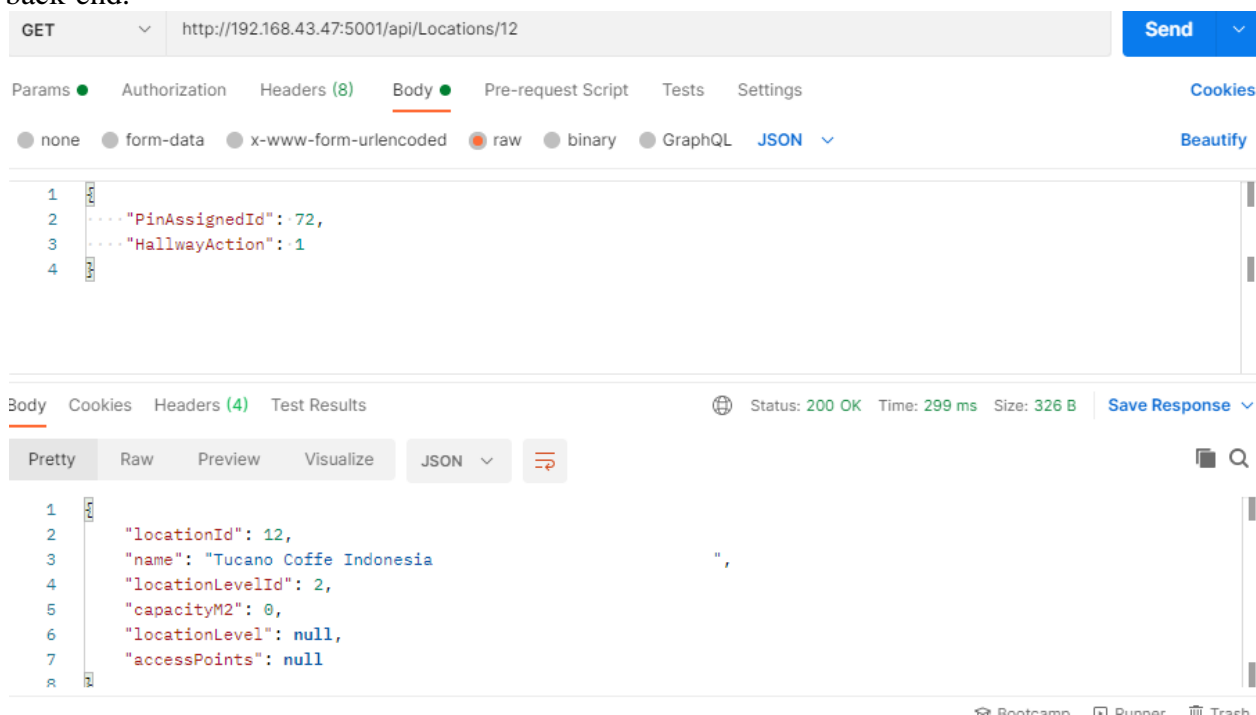 back-end.
GET http://192.168.43.47:5001/api/Locations/12 Send
Params Authorization Headers (8) Body Pre-request Script Tests Settings Cookies
none form-data x-www-form-urlencoded raw binary GraphQL JSON Beautify
1 {
2 "PinAssignedId": 72,
3 "HallwayAction": 1
4 }
Body Cookies Headers (4) Test Results Status: 200 OK Time: 299 ms Size: 326 B Save Response
Pretty Raw Preview Visualize JSON
1 {
2 "locationId": 12,
3 "name": "Tucano Coffe Indonesia                                   ",
4 "locationLevelId": 2,
5 "capacityM2": 0,
6 "locationLevel": null,
7 "accessPoints": null
8 }
Bootcamp Runner Trash